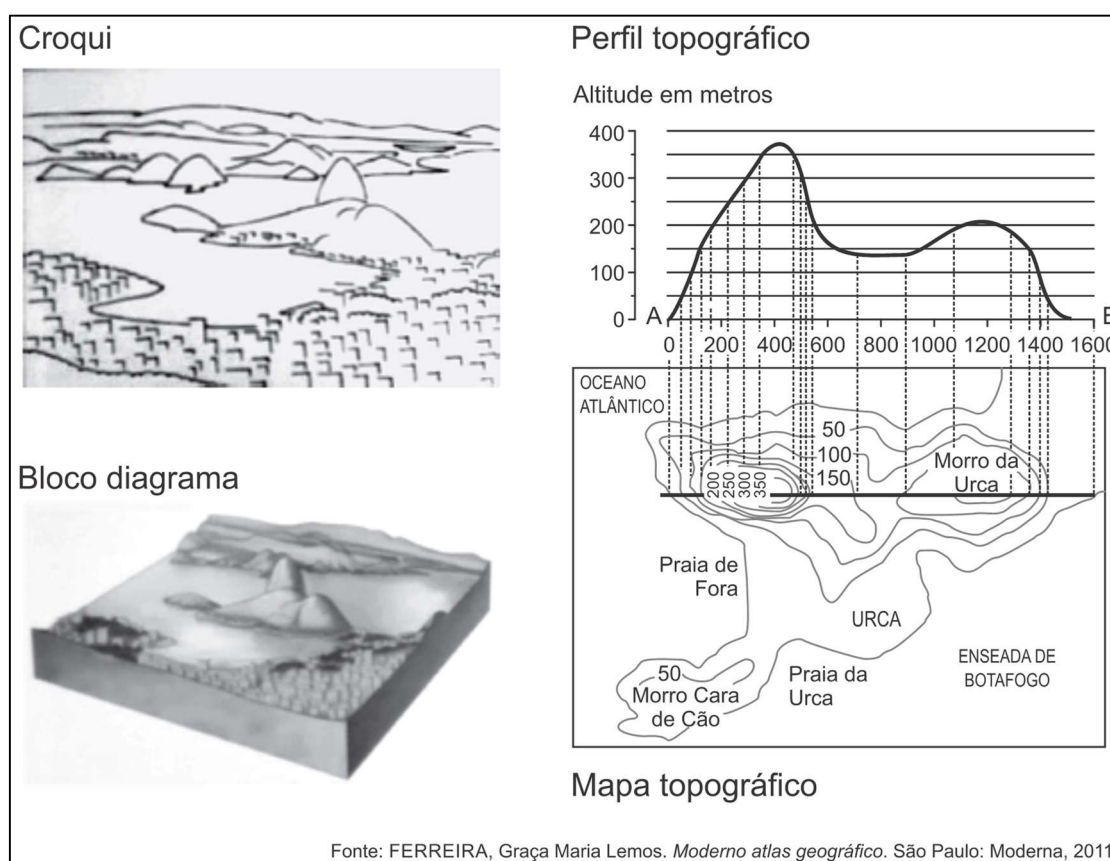 Croqui
Perfil topográfico
Altitude em metros
400
300
200
100
0
A
B
0 200 400 600 800 1000 1200 1400 1600
OCEANO
ATLÂNTICO
50
100
150
200
250
300
350
Morro da
Urca
Bloco diagrama
Praia de
Fora
URCA
ENSEADA DE
BOTAFOGO
50
Morro Cara
de Cão
Praia da
Urca
Mapa topográfico
Fonte: FERREIRA, Graça Maria Lemos. Moderno atlas geográfico. São Paulo: Moderna, 2011